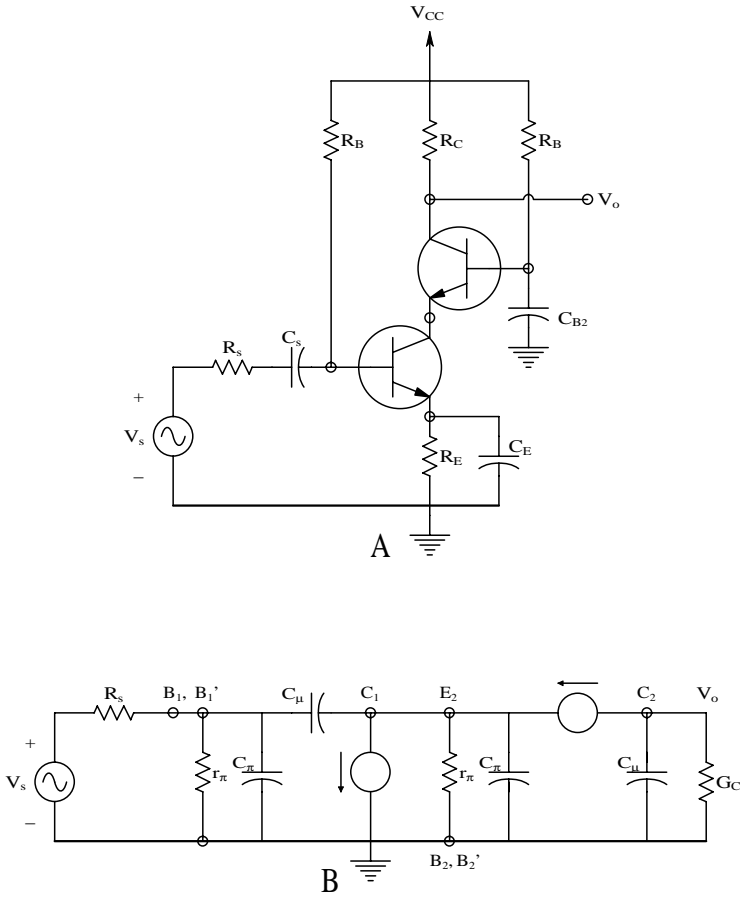 V_CC
R_B R_C R_B
V_o
C_B2
C_s
R_s
+
V_s
−
C_E
R_E
A
R_s B_1, B_1' C_μ C_1 E_2 C_2 V_o
+
V_s
−
r_π C_π r_π C_π C_μ G_C
B_2, B_2'
B